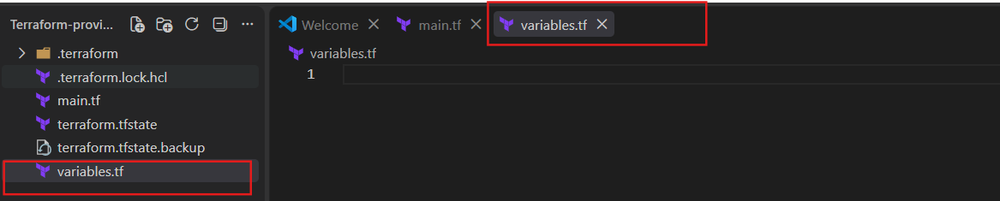 Terraform-provi...
.terraform
.terraform.lock.hcl
main.tf
terraform.tfstate
terraform.tfstate.backup
variables.tf
Welcome main.tf variables.tf
variables.tf
1